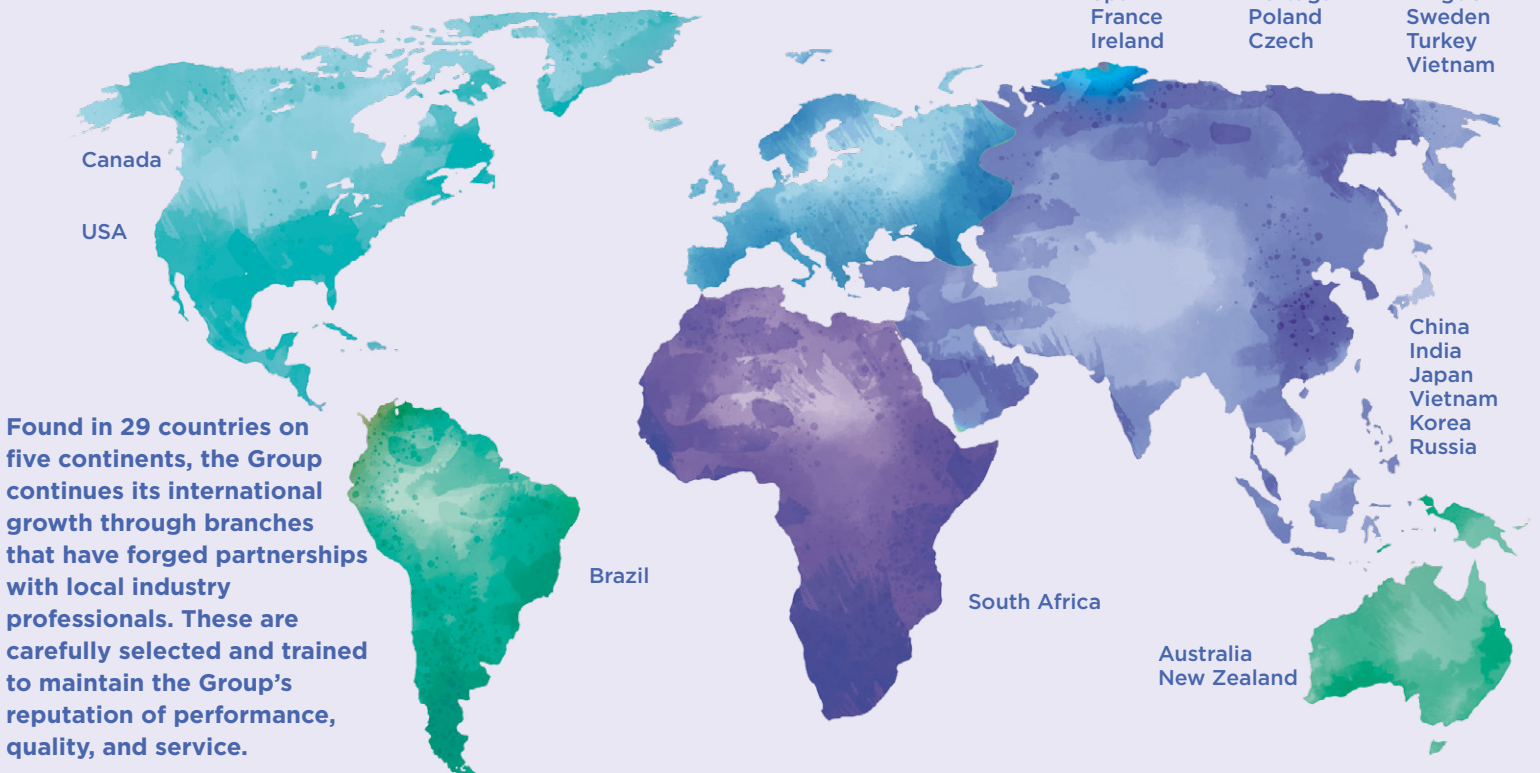 France
Ireland
Poland
Czech
Sweden
Turkey
Vietnam
Canada
USA
China
India
Japan
Vietnam
Korea
Russia
Found in 29 countries on
five continents, the Group
continues its international
growth through branches
that have forged partnerships
with local industry
professionals. These are
carefully selected and trained
to maintain the Group’s
reputation of performance,
quality, and service.
Brazil
South Africa
Australia
New Zealand